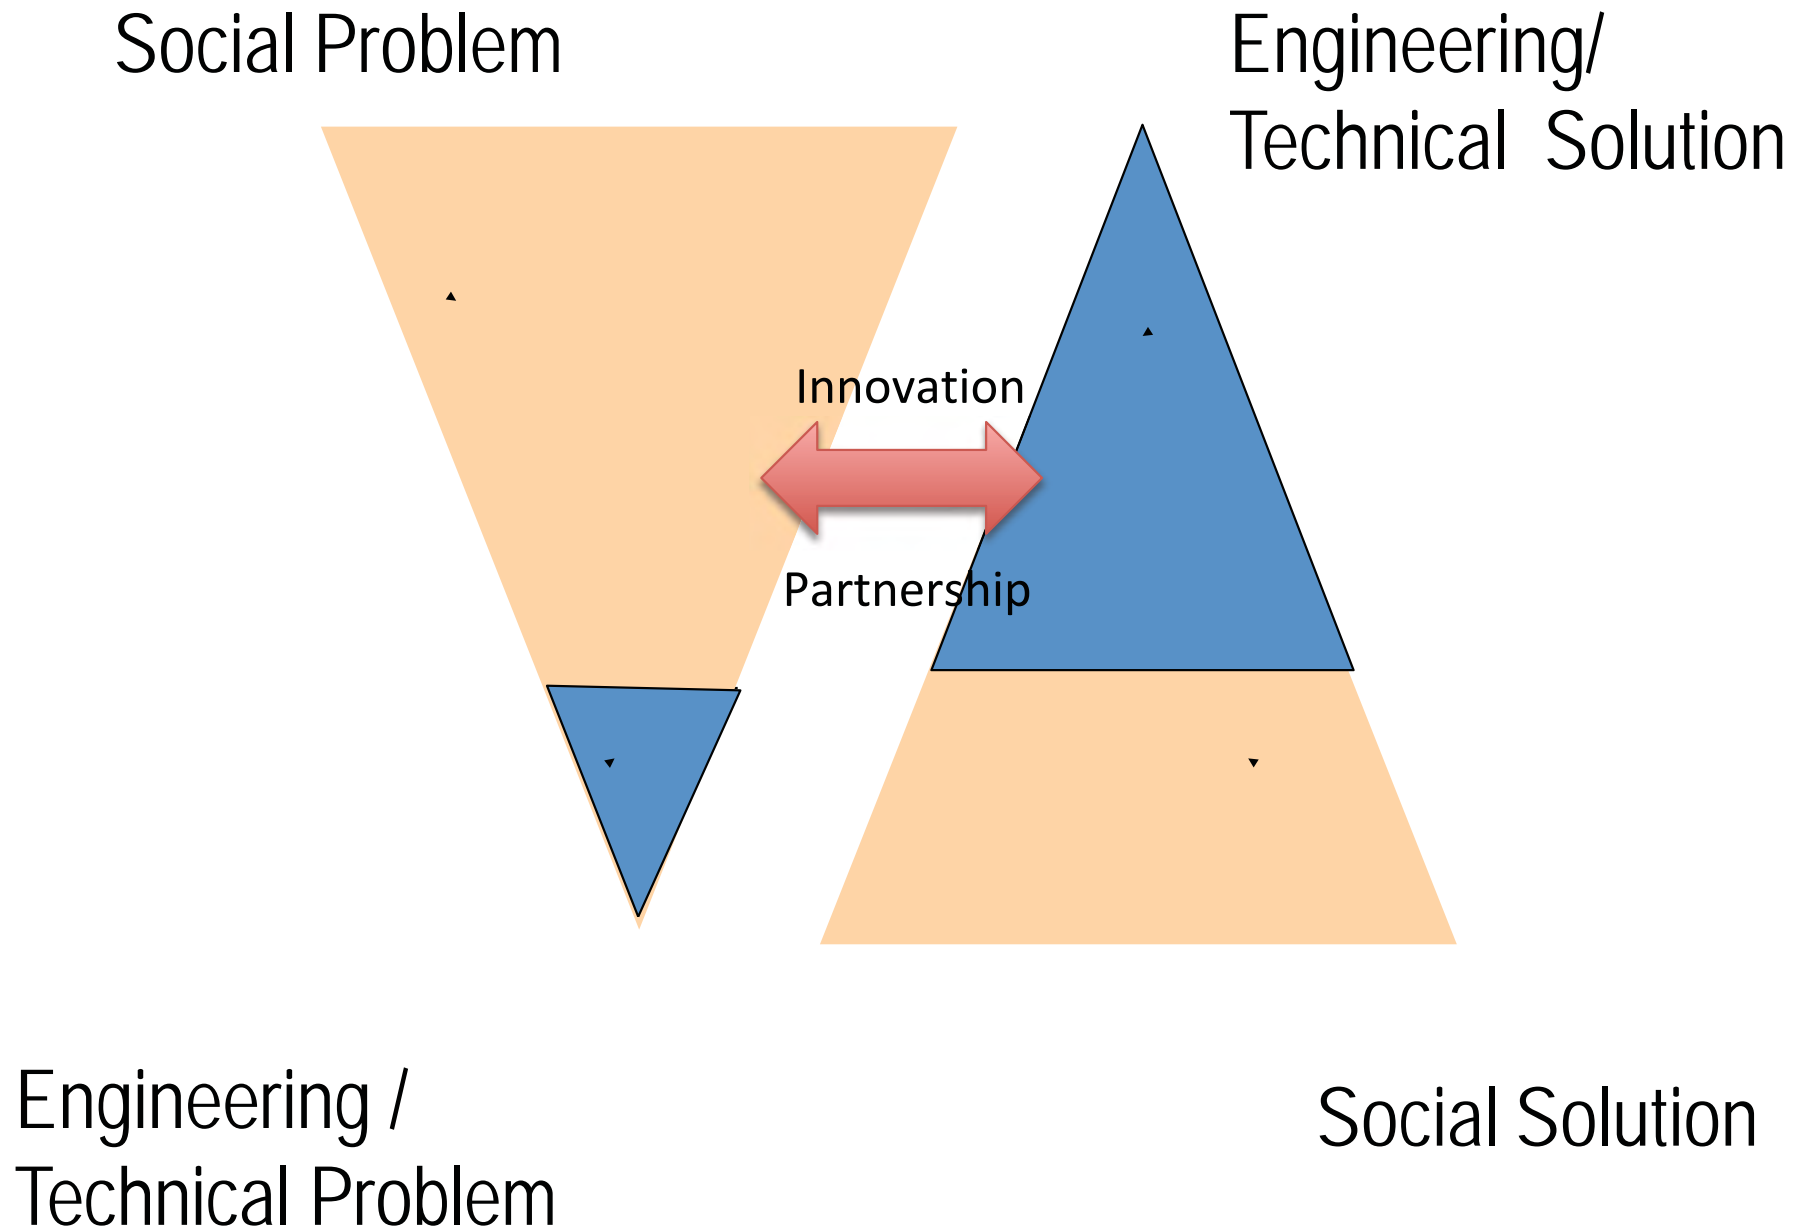 Social Problem
Engineering/
Technical Solution
Innovation
Partnership
Engineering /
Technical Problem
Social Solution